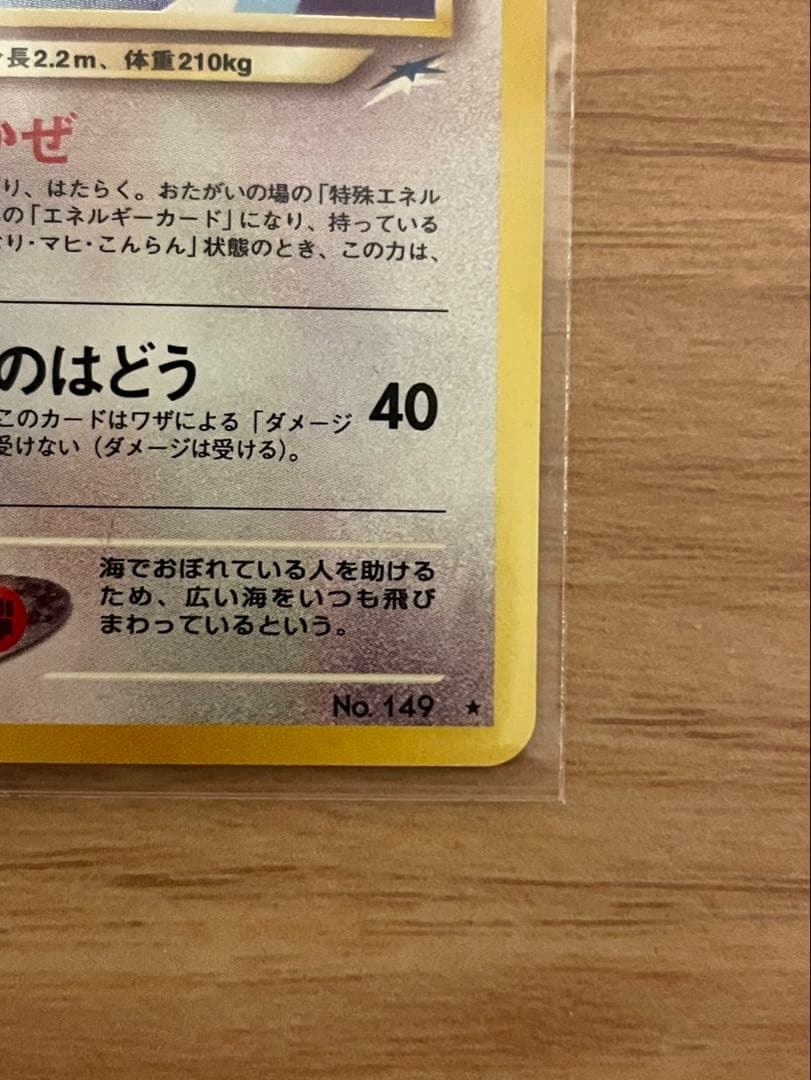 長2.2m、体重210kg
かぜ
り、はたらく。おたがいの場の「特殊エネル
の「エネルギーカード」になり、持っている
り・マヒ・こんらん」状態のとき、この力は、
のはどう
40
このカードはワザによる「ダメージ
受けない（ダメージは受ける）。
海でおぼれている人を助ける
ため、広い海をいつも飛び
まわっているという。
No. 149 ★